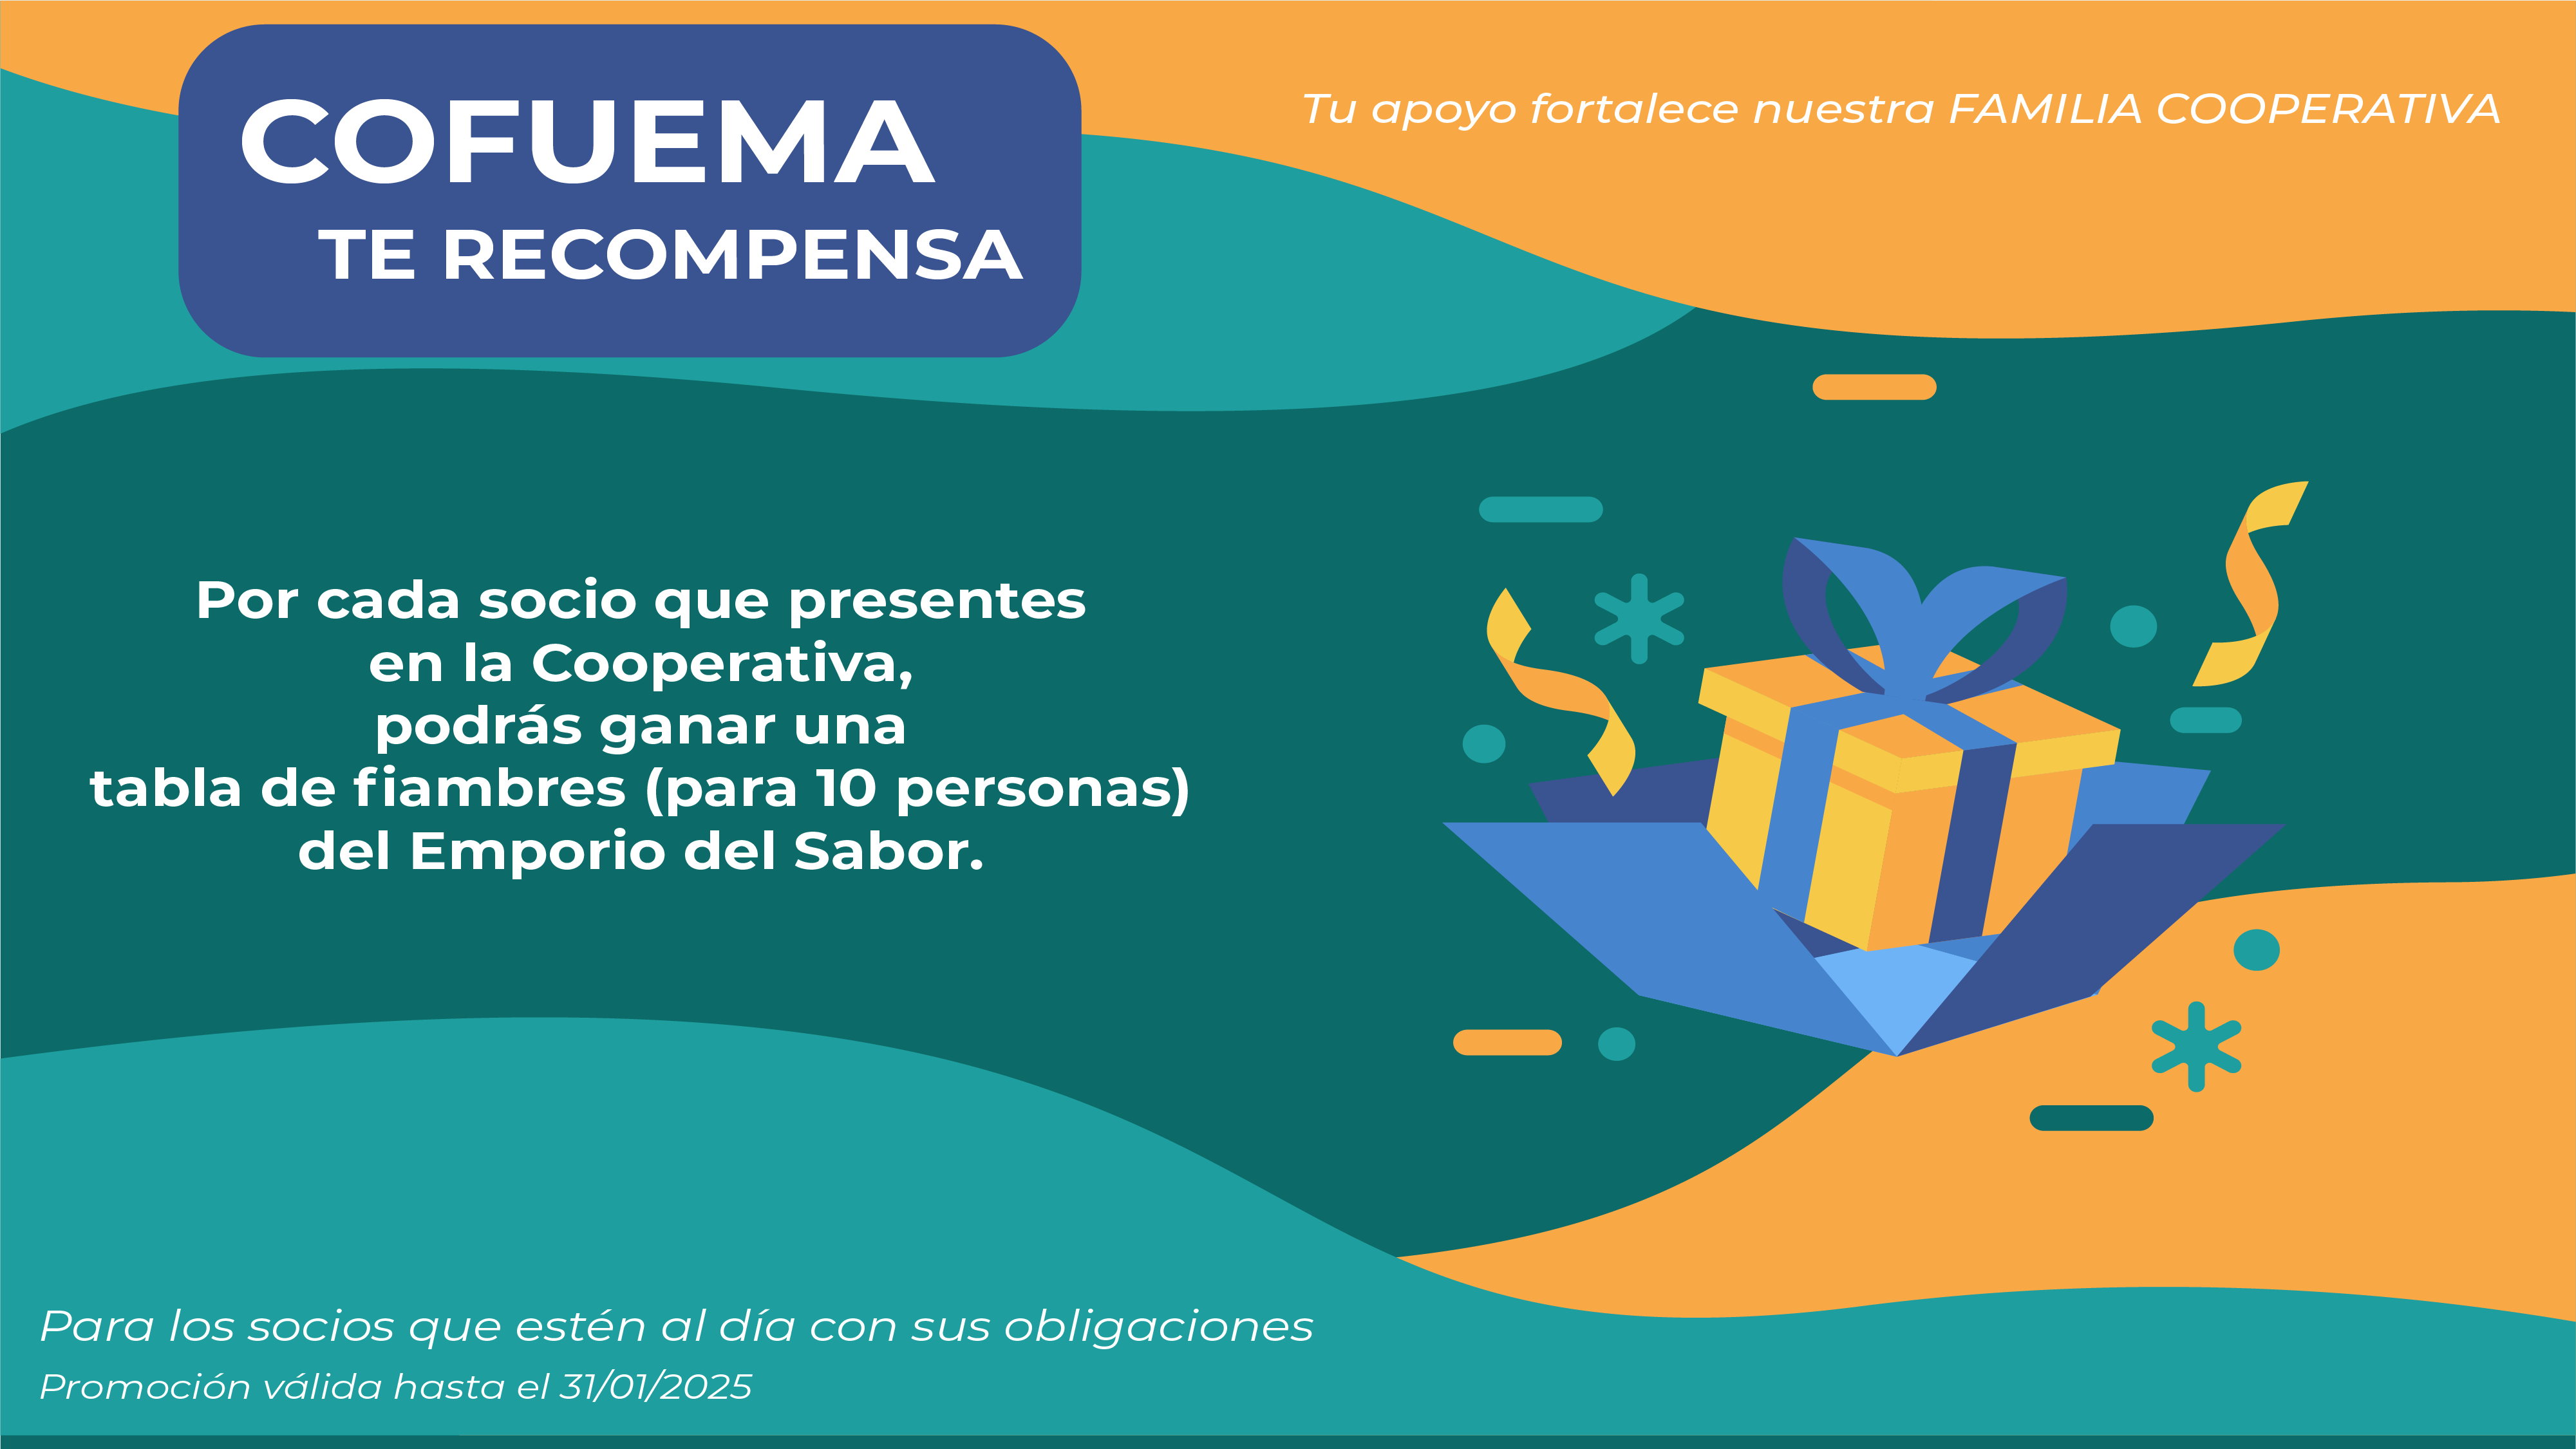 COFUEMA
TE RECOMPENSA
Tu apoyo fortalece nuestra FAMILIA COOPERATIVA
Por cada socio que presentes
en la Cooperativa,
podrás ganar una
tabla de fiambres (para 10 personas)
del Emporio del Sabor.
Para los socios que estén al día con sus obligaciones
Promoción válida hasta el 31/01/2025